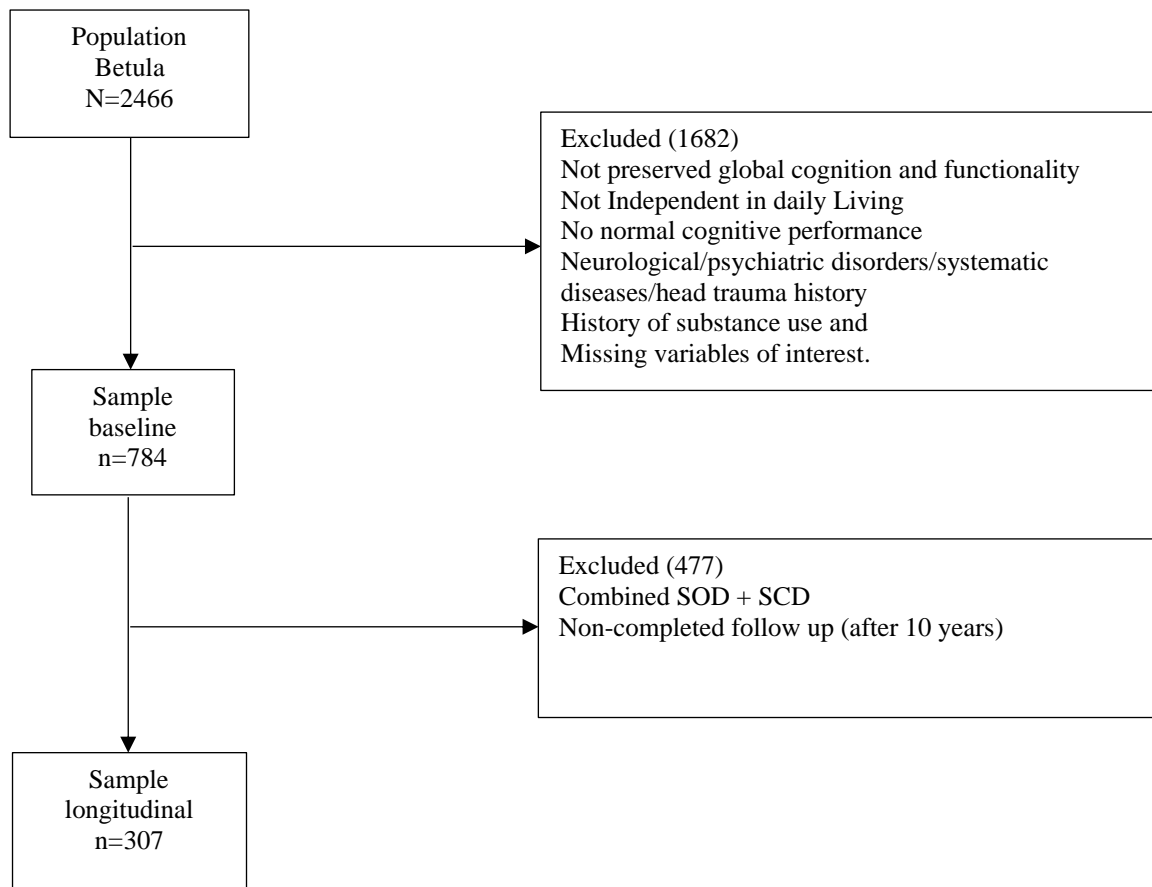 Population
Betula
N=2466
Excluded (1682)
Not preserved global cognition and functionality
Not Independent in daily Living
No normal cognitive performance
Neurological/psychiatric disorders/systematic
diseases/head trauma history
History of substance use and
Missing variables of interest.
Sample
baseline
n=784
Excluded (477)
Combined SOD + SCD
Non-completed follow up (after 10 years)
Sample
longitudinal
n=307